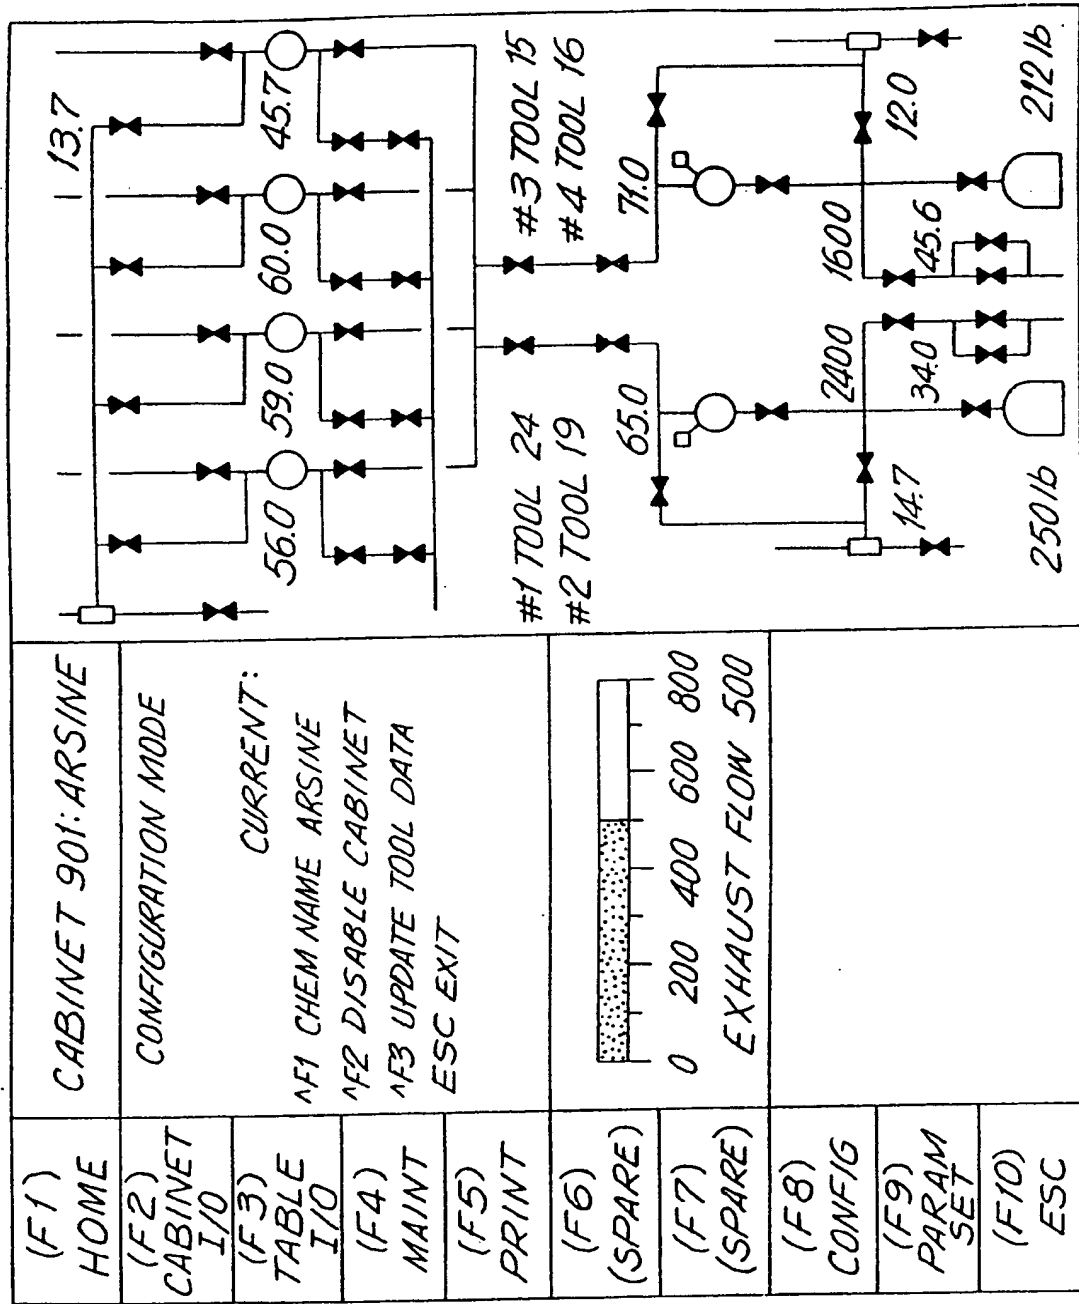 (F1)
HOME
(F2)
CABINET
I/O
(F3)
TABLE
I/O
(F4)
MAINT
(F5)
PRINT
(F6)
(SPARE)
(F7)
(SPARE)
(F8)
CONFIG
(F9)
PARAM
SET
(F10)
ESC
CABINET 901: ARSINE
CONFIGURATION MODE
CURRENT:
^F1 CHEM NAME ARSINE
^F2 DISABLE CABINET
^F3 UPDATE TOOL DATA
ESC EXIT
0 200 400 600 800
EXHAUST FLOW 500
13.7
56.0 59.0 60.0 45.7
#1 TOOL 24
#2 TOOL 19
#3 TOOL 15
#4 TOOL 16
65.0 71.0
2400 1600
14.7 34.0 45.6 12.0
250 lb 212 lb